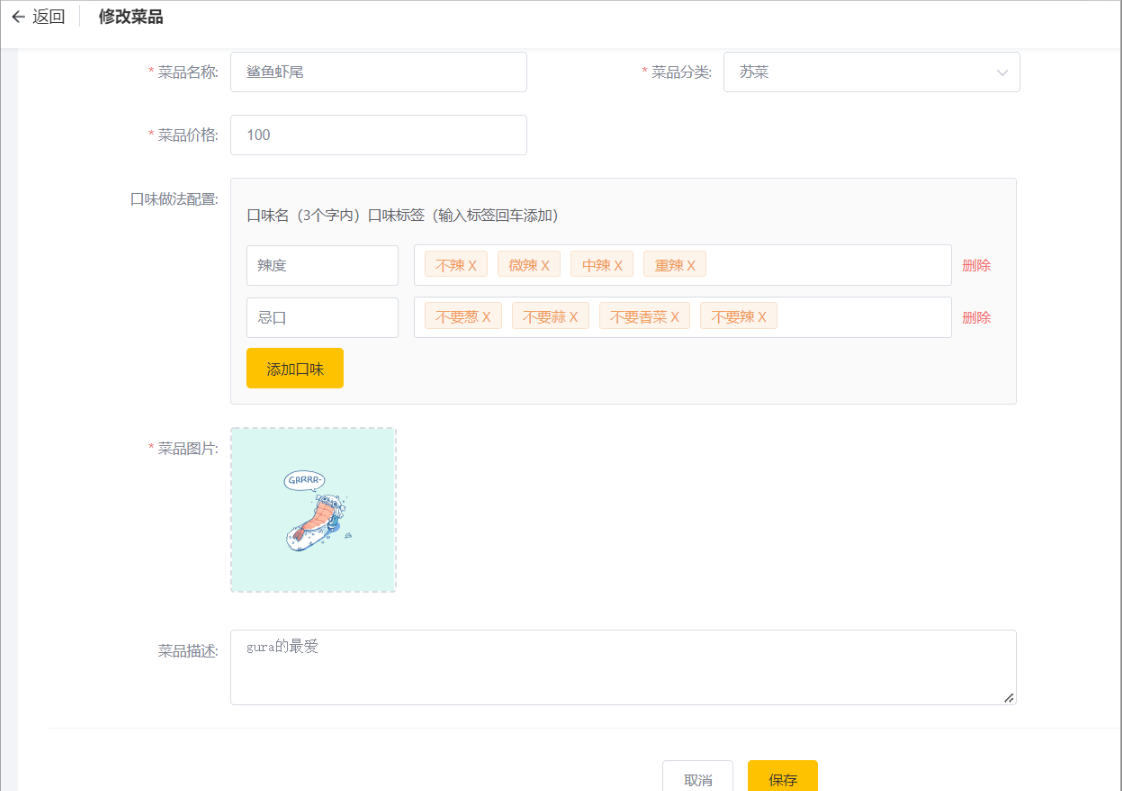 返回 修改菜品
* 菜品名称: 鲨鱼虾尾 * 菜品分类: 苏菜
* 菜品价格: 100
口味做法配置:
口味名（3个字内）口味标签（输入标签回车添加）
辣度 不辣 X 微辣 X 中辣 X 重辣 X 删除
忌口 不要葱 X 不要蒜 X 不要香菜 X 不要辣 X 删除
添加口味
* 菜品图片:
GRRRR~
菜品描述: gura的最爱
取消 保存